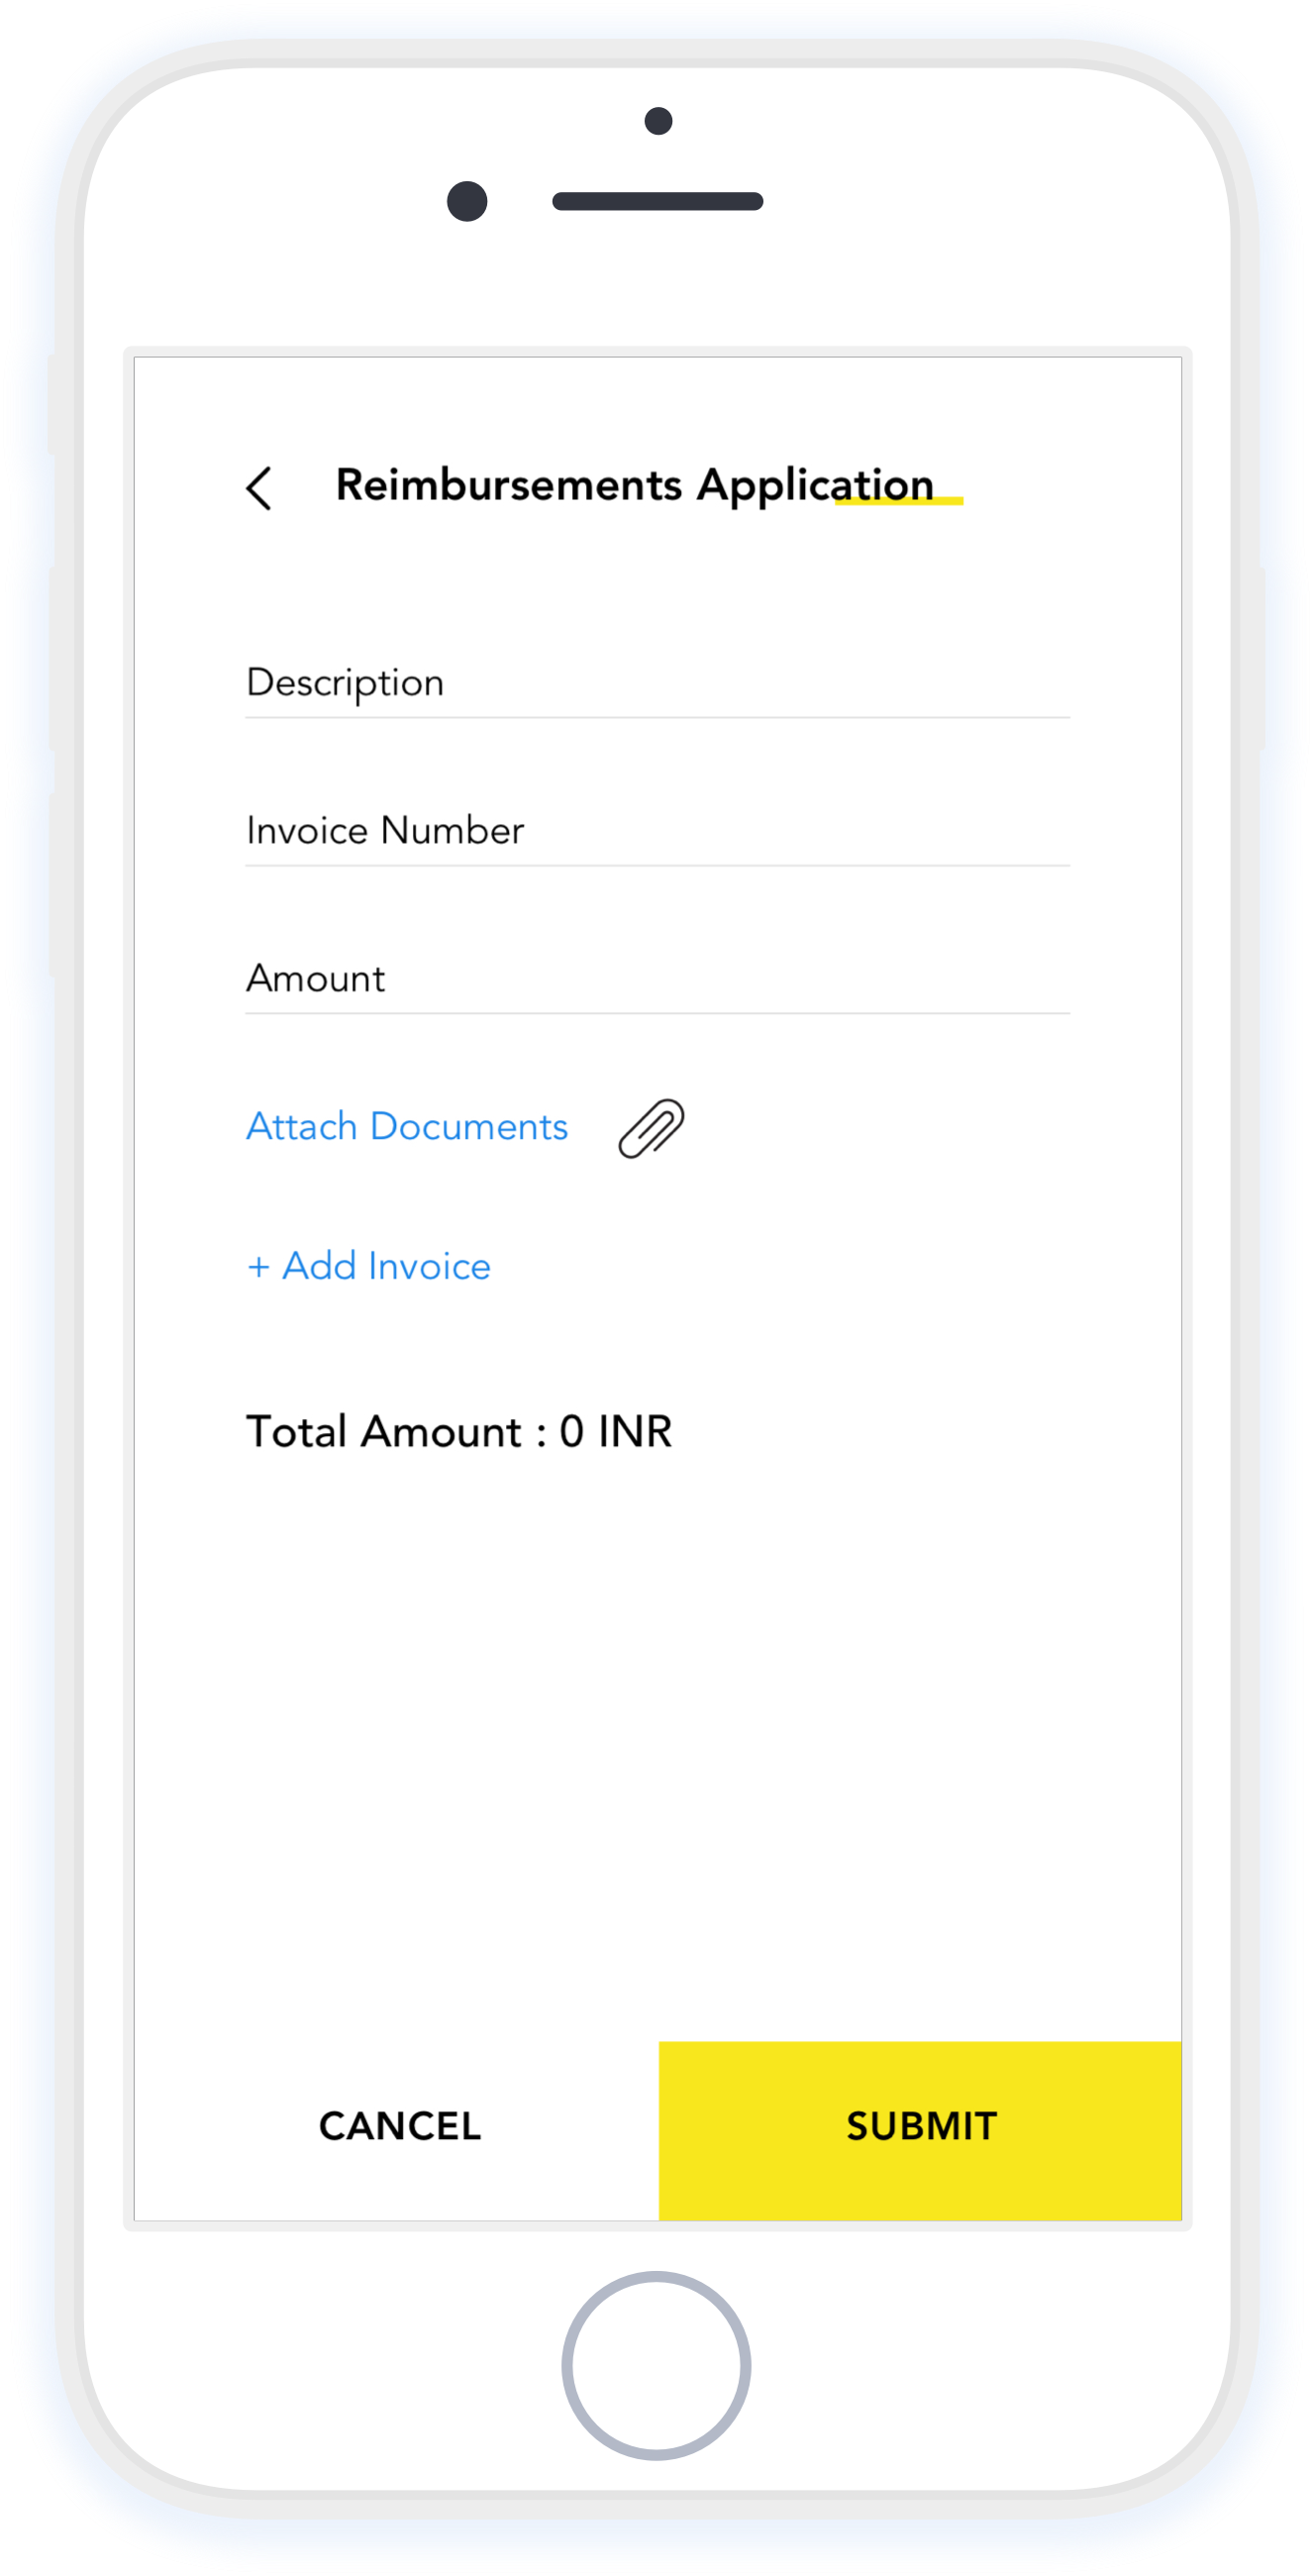 Reimbursements Application
Description
Invoice Number
Amount
Attach Documents
+ Add Invoice
Total Amount : 0 INR
CANCEL
SUBMIT